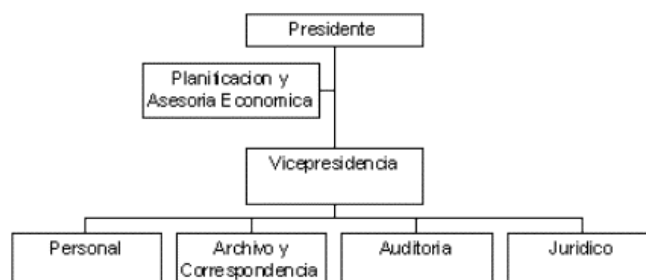 Presidente
Planificacion y
Asesoria Economica
Vicepresidencia
Personal
Archivo y
Correspondencia
Auditoria
Juridico